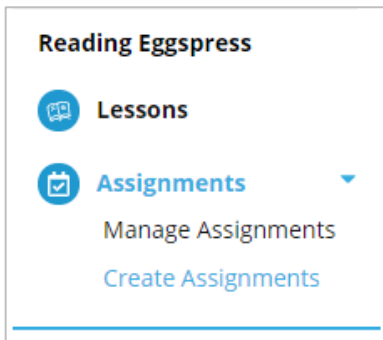 Reading Eggspress
Lessons
Assignments
Manage Assignments
Create Assignments